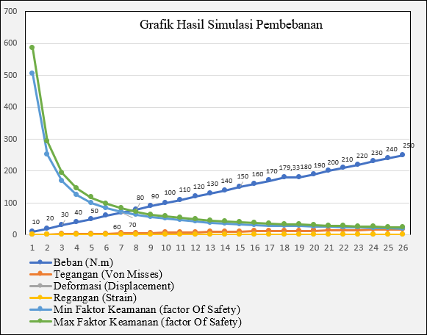 Grafik Hasil Simulasi Pembebanan
700
600
500
400
300
200
100
0
10 20 30 40 50 60 70 80 90 100 110 120 130 140 150 160 170 179,33 180 190 200 210 220 230 240 250
1 2 3 4 5 6 7 8 9 10 11 12 13 14 15 16 17 18 19 20 21 22 23 24 25 26
Beban (N.m)
Tegangan (Von Misses)
Deformasi (Displacement)
Regangan (Strain)
Min Faktor Keamanan (factor Of Safety)
Max Faktor Keamanan (factor Of Safety)